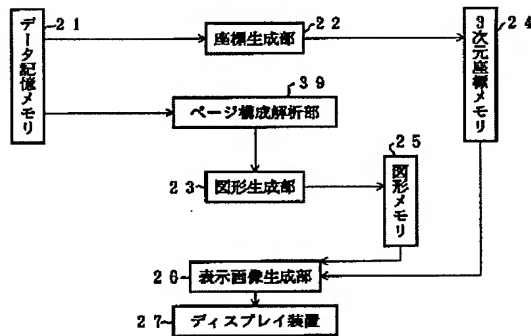 データ記憶メモリ
21
座標生成部
22
3次元座標メモリ
24
ページ構成解析部
39
23
図形生成部
図形メモリ
25
26
表示画像生成部
27
ディスプレイ装置